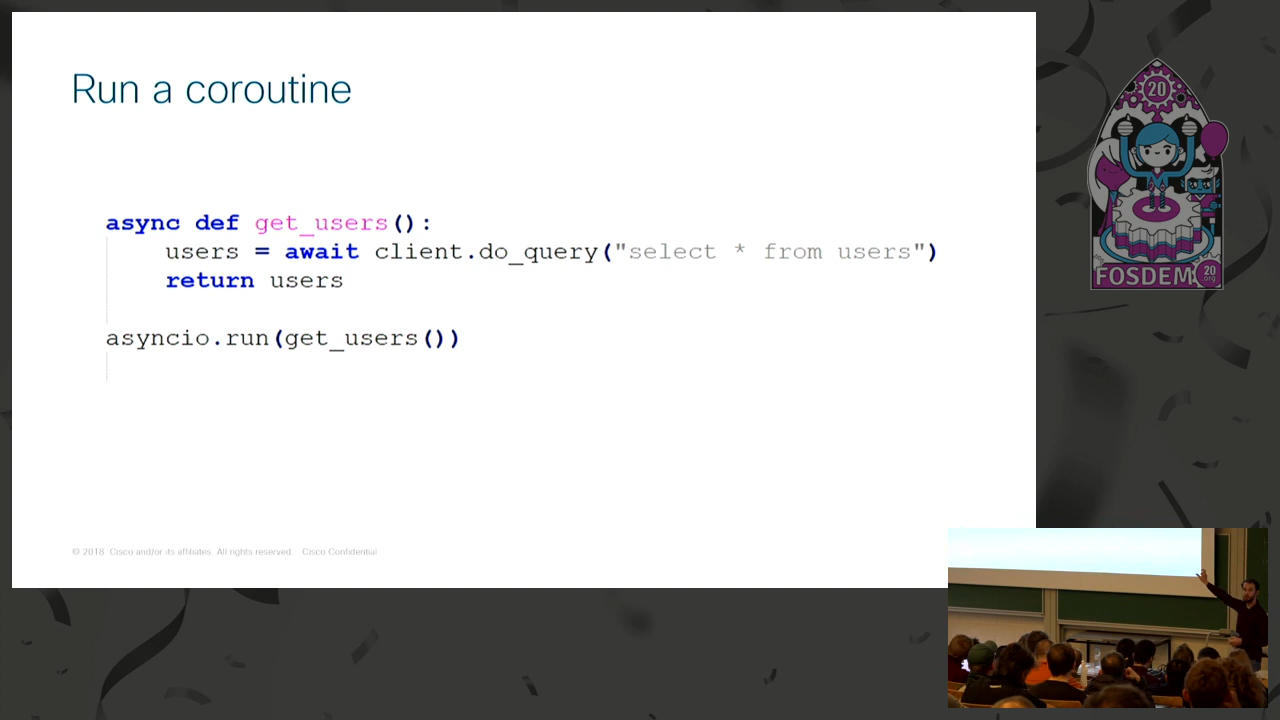 Run a coroutine
async def get_users():
    users = await client.do_query("select * from users")
    return users
asyncio.run(get_users())
© 2018 Cisco and/or its affiliates. All rights reserved. Cisco Confidential
20
FOSDEM
20
.org